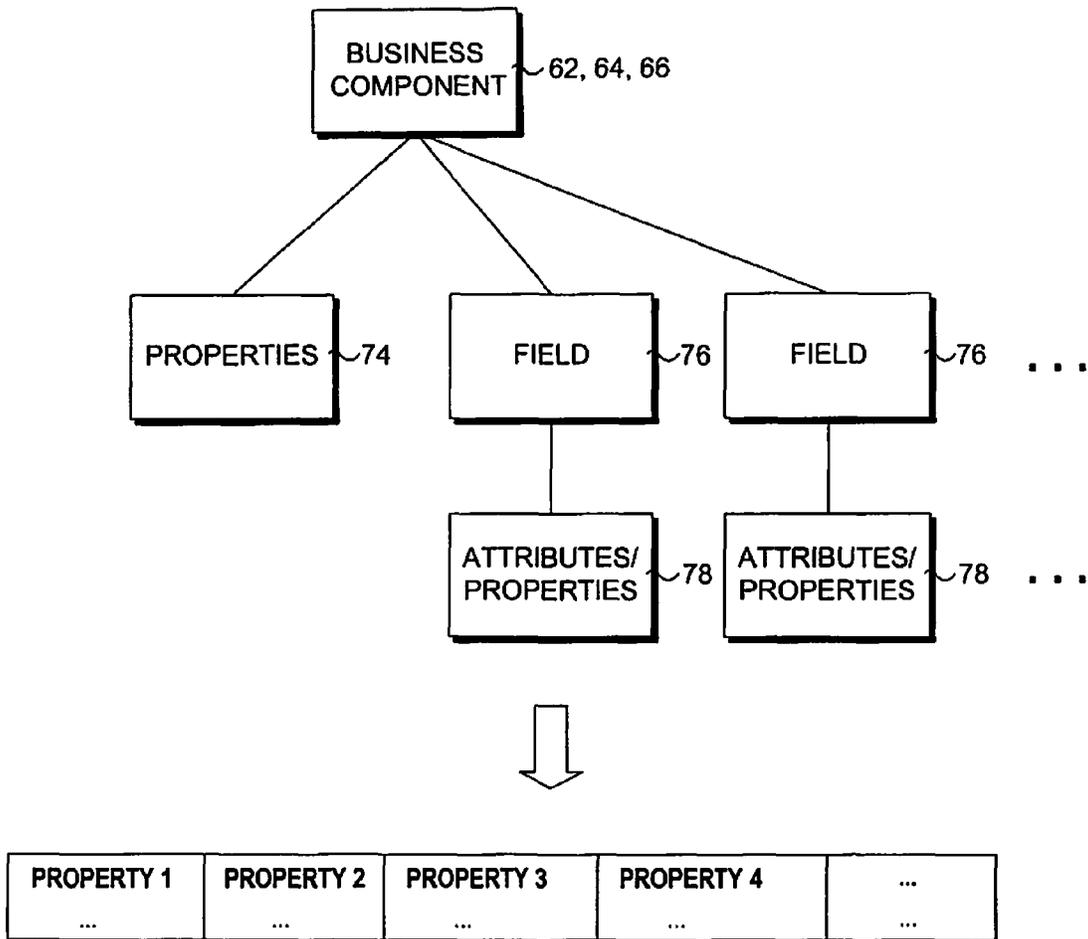 BUSINESS
COMPONENT
62, 64, 66
PROPERTIES
74
FIELD
76
FIELD
76
. . .
ATTRIBUTES/
PROPERTIES
78
ATTRIBUTES/
PROPERTIES
78
. . .
PROPERTY 1 PROPERTY 2 PROPERTY 3 PROPERTY 4 ...
... ... ... ... ...